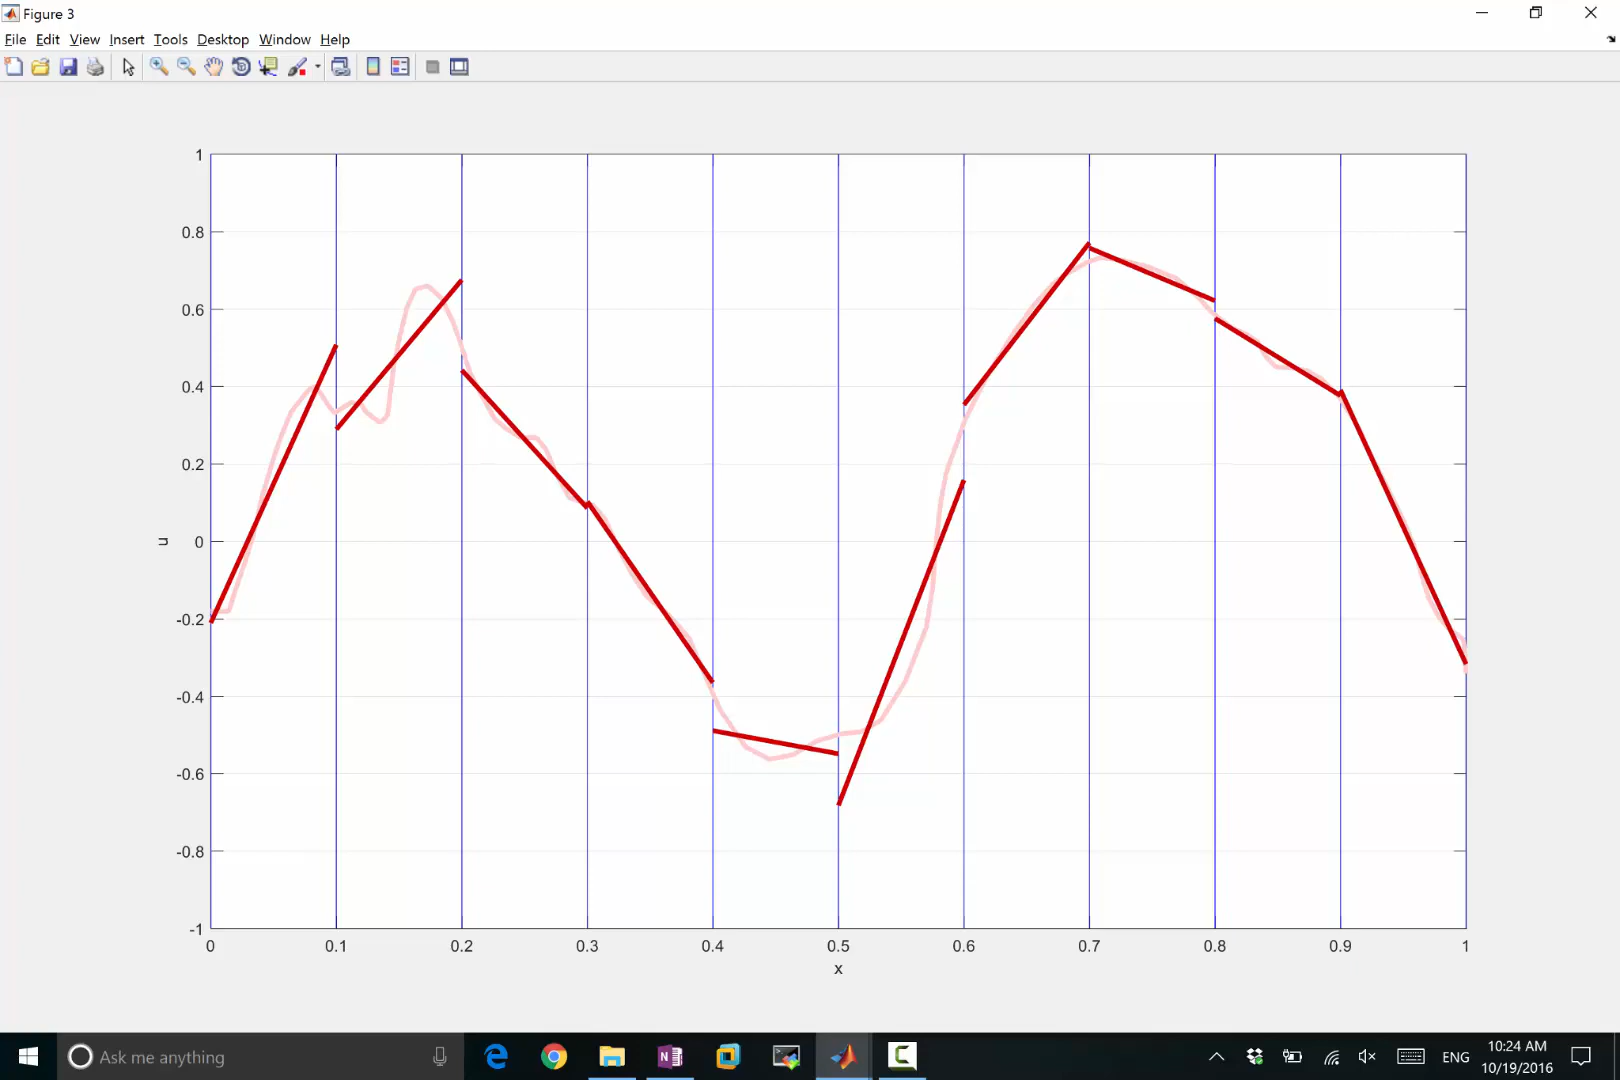 Figure 3
File Edit View Insert Tools Desktop Window Help
1
0.8
0.6
0.4
0.2
0
-0.2
-0.4
-0.6
-0.8
-1
u
0 0.1 0.2 0.3 0.4 0.5 0.6 0.7 0.8 0.9 1
x
Ask me anything
N
C
ENG
10:24 AM
10/19/2016